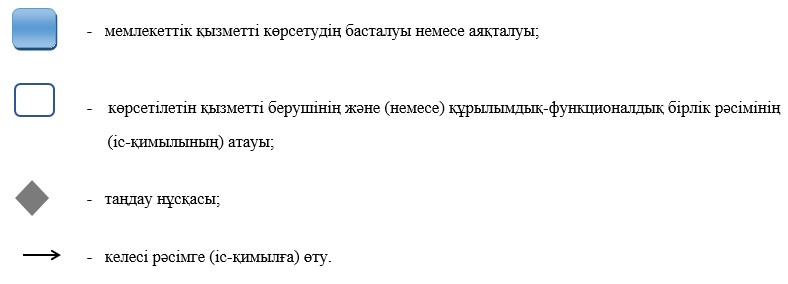 - мемлекеттік қызметті көрсетудің басталуы немесе аяқталуы;
- көрсетілетін қызметті берушінің және (немесе) құрылымдық-функционалдық бірлік рәсімінің
(іс-қимылының) атауы;
- таңдау нұсқасы;
- келесі рәсімге (іс-қимылға) өту.